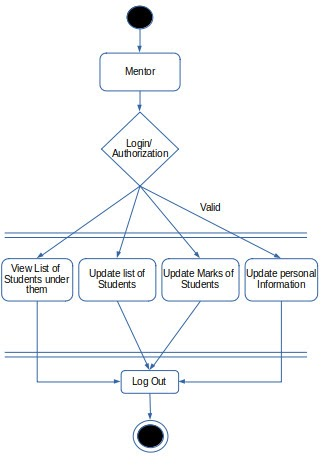 Mentor
Login/
Authorization
Valid
View List of
Students under
them
Update list of
Students
Update Marks of
Students
Update personal
Information
Log Out